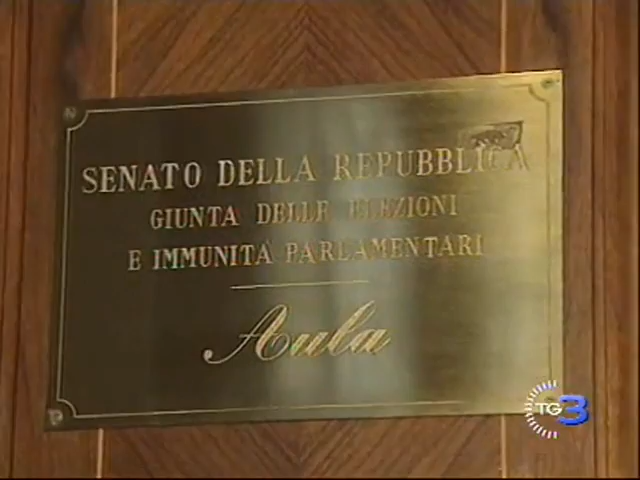 SENATO DELLA REPUBBLICA
GIUNTA DELLE ELEZIONI
E IMMUNITÀ PARLAMENTARI
Aula
TG3